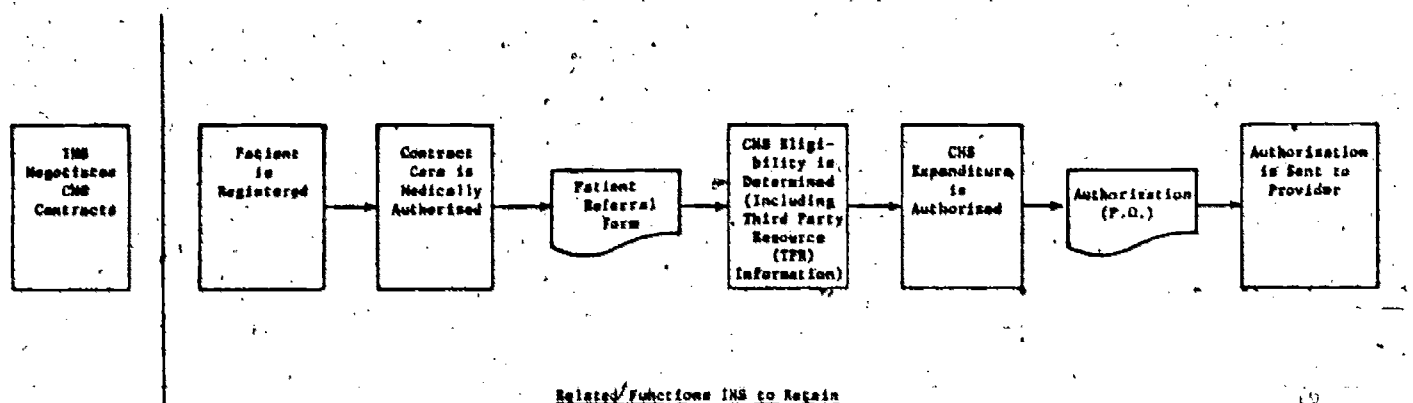 IHS
Negotiates
CHS
Contracts
Patient
is
Registered
Contract
Care is
Medically
Authorized
Patient
Referral
Form
CHS Eligi-
bility is
Determined
(Including
Third Party
Resource
(TPR)
Information)
CHS
Expenditure
is
Authorized
Authorization
(P.O.)
Authorization
is Sent to
Provider
Related Functions IHS to Retain